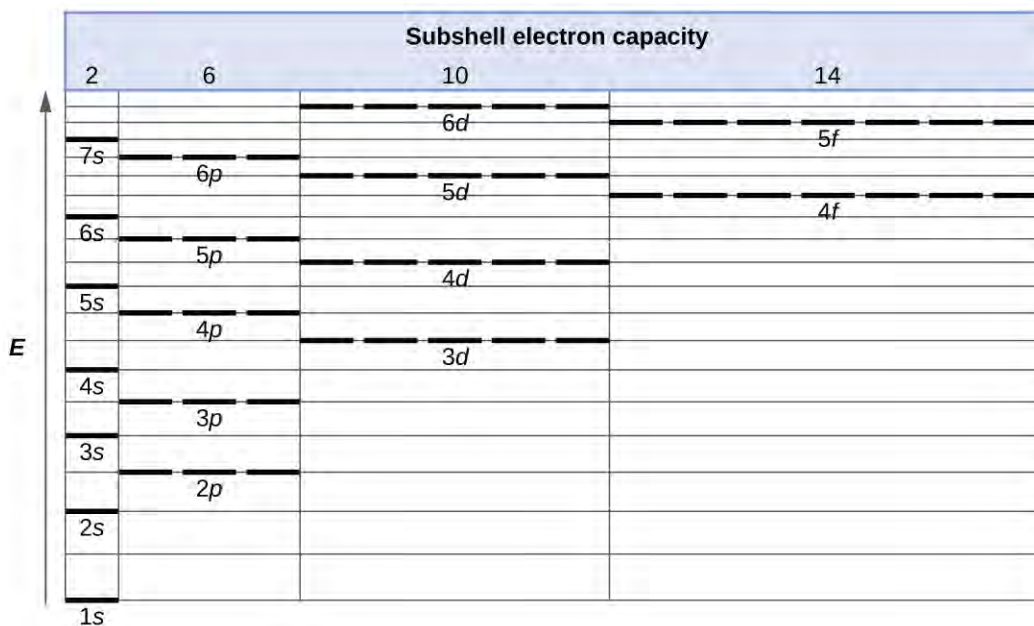 Subshell electron capacity
2 6 10 14
6d
5f
7s
6p
5d
4f
6s
5p
4d
5s
4p
E
3d
4s
3p
3s
2p
2s
1s